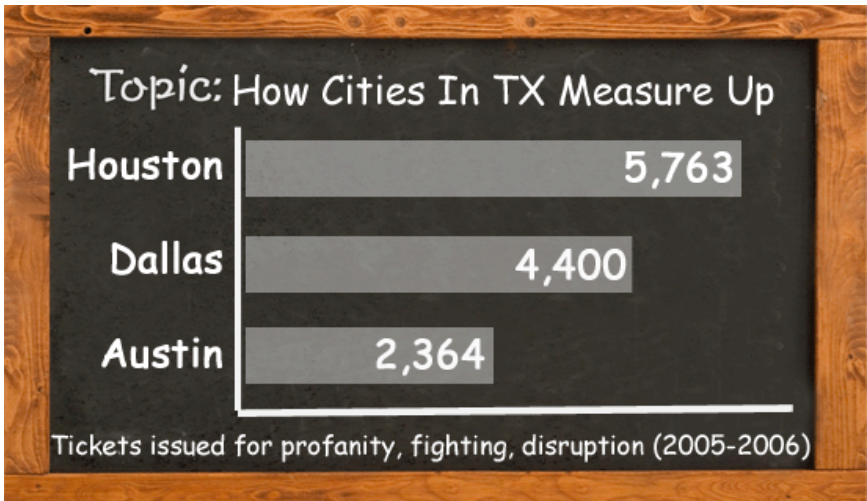 Topic: How Cities In TX Measure Up
Houston 5,763
Dallas 4,400
Austin 2,364
Tickets issued for profanity, fighting, disruption (2005-2006)